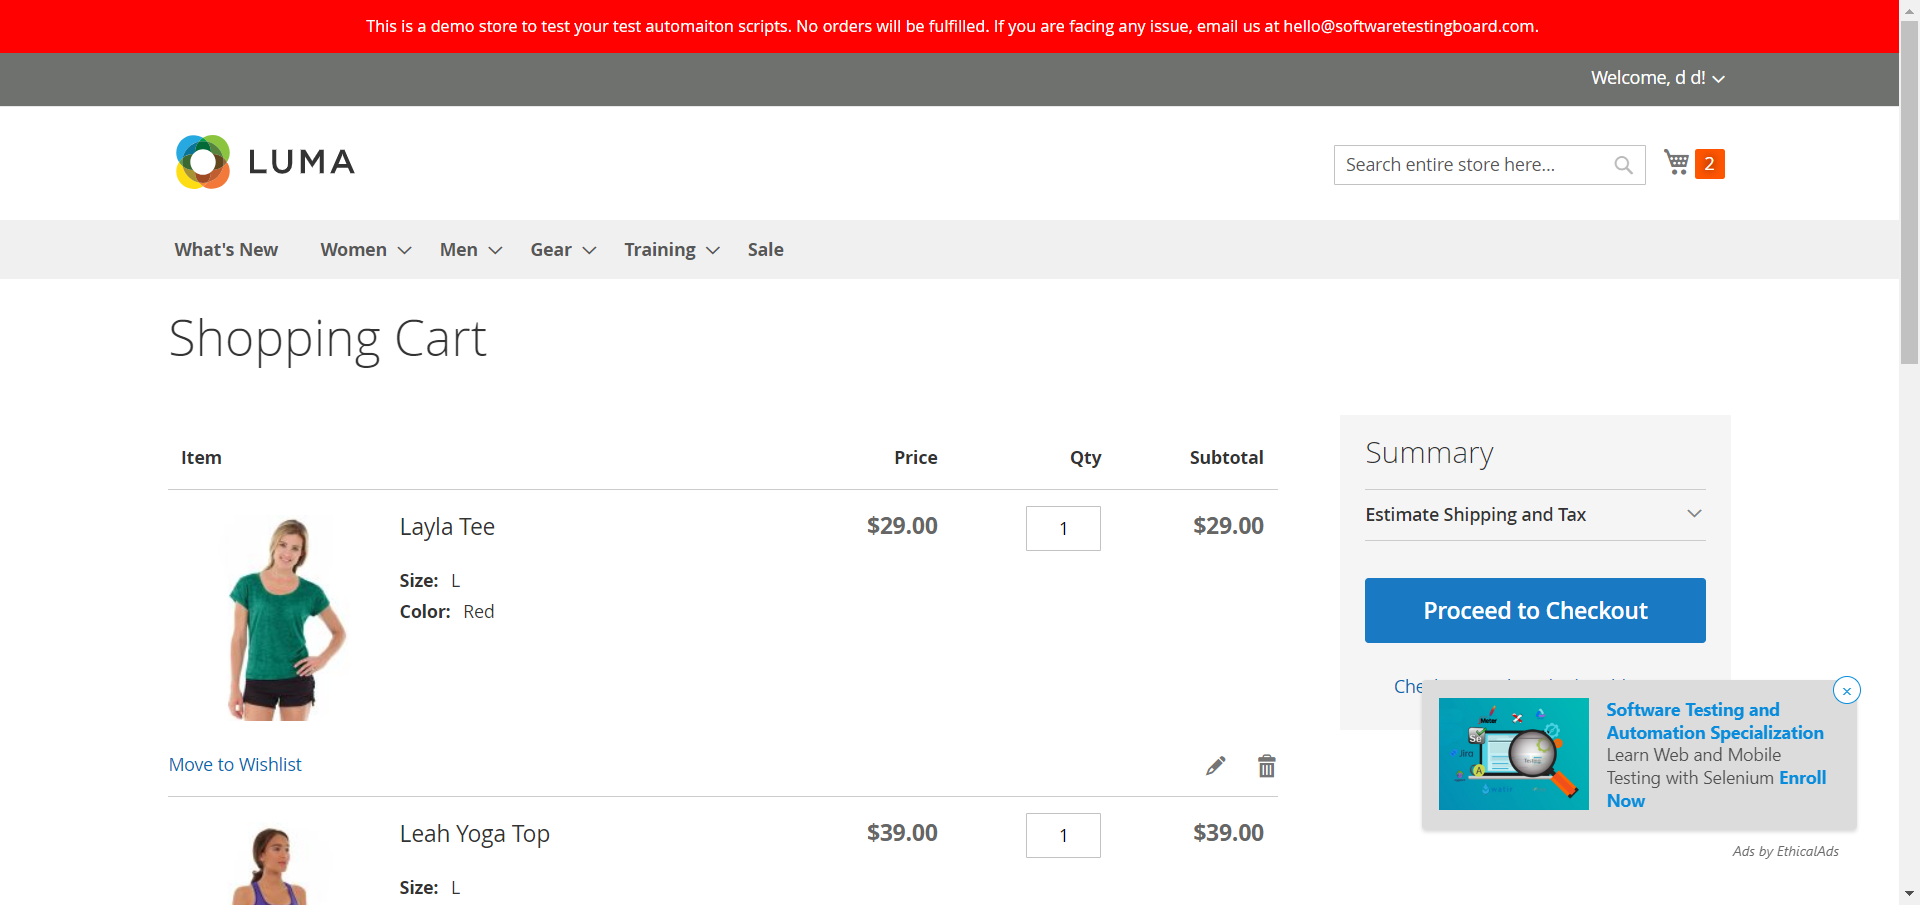 This is a demo store to test your test automaiton scripts. No orders will be fulfilled. If you are facing any issue, email us at hello@softwaretestingboard.com.
Welcome, d d!
LUMA
Search entire store here...
2
What's New Women Men Gear Training Sale
Shopping Cart
Item Price Qty Subtotal
Layla Tee $29.00 1 $29.00
Size: L
Color: Red
Move to Wishlist
Leah Yoga Top $39.00 1 $39.00
Size: L
Summary
Estimate Shipping and Tax
Proceed to Checkout
Software Testing and
Automation Specialization
Learn Web and Mobile
Testing with Selenium Enroll
Now
Ads by EthicalAds